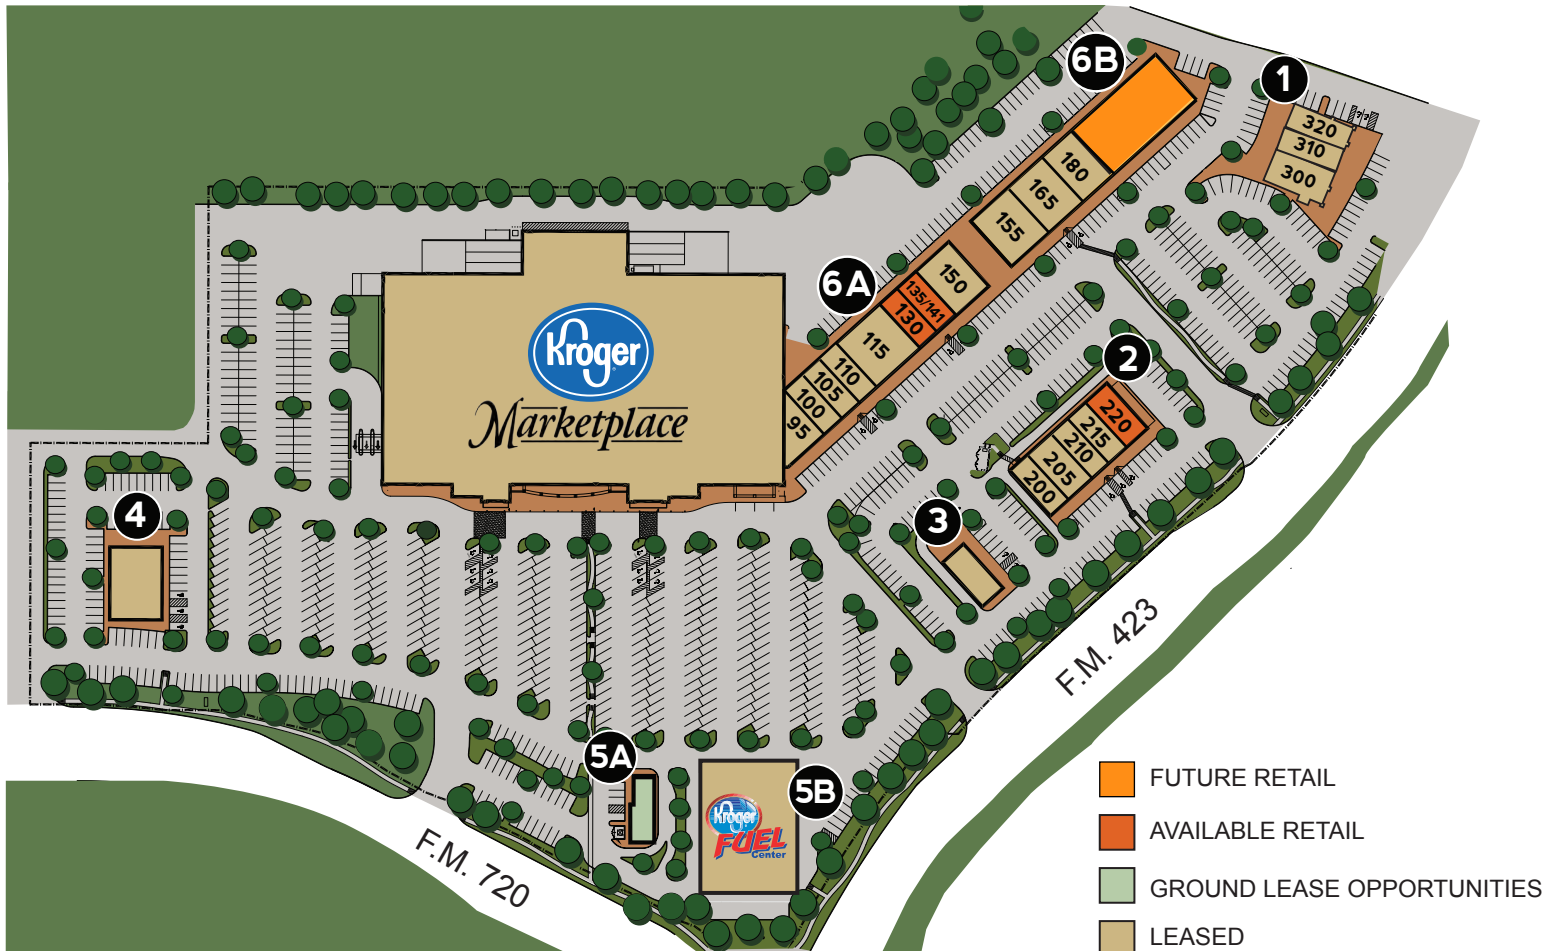 6B
1
320
310
300
180
165
155
6A
150
135/141
130
115
110
105
100
95
Kroger
Marketplace
2
220
215
210
205
200
3
4
5A
5B
Kroger
FUEL
Center
F.M. 423
F.M. 720
FUTURE RETAIL
AVAILABLE RETAIL
GROUND LEASE OPPORTUNITIES
LEASED